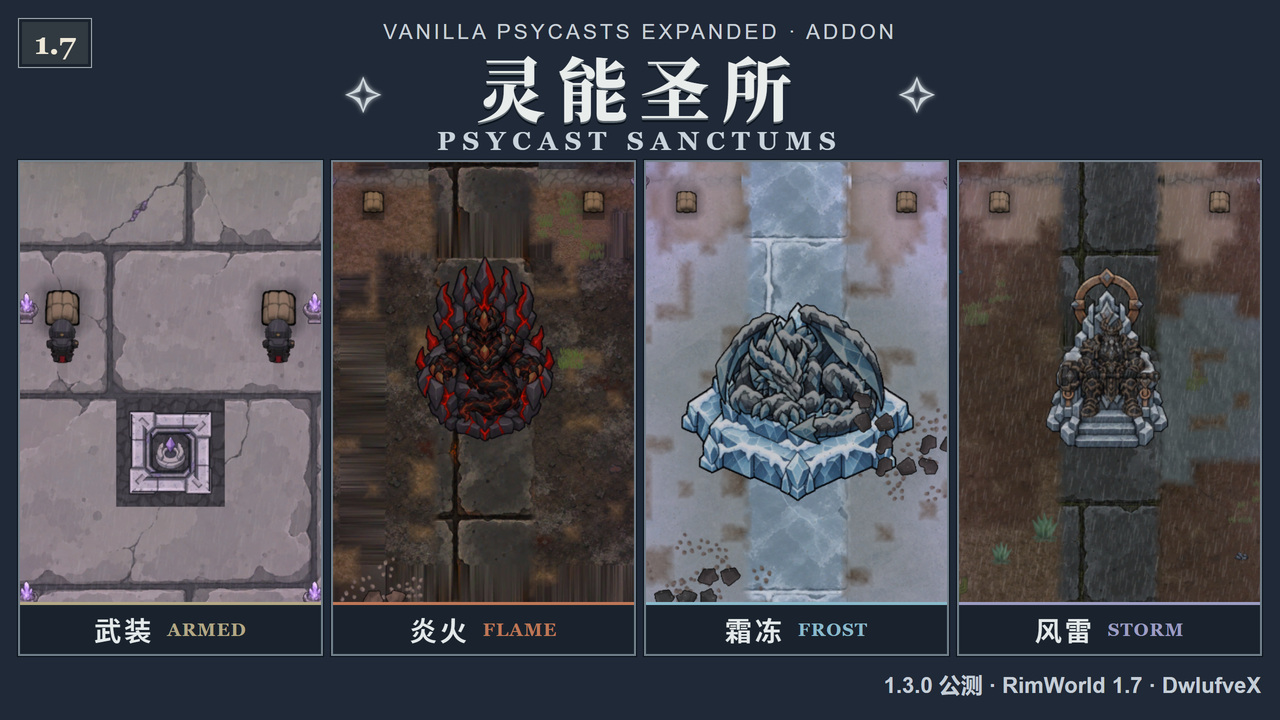 1.7
VANILLA PSYCASTS EXPANDED · ADDON
灵能圣所
PSYCAST SANCTUMS
武装 ARMED
炎火 FLAME
霜冻 FROST
风雷 STORM
1.3.0 公测 · RimWorld 1.7 · DwlufveX